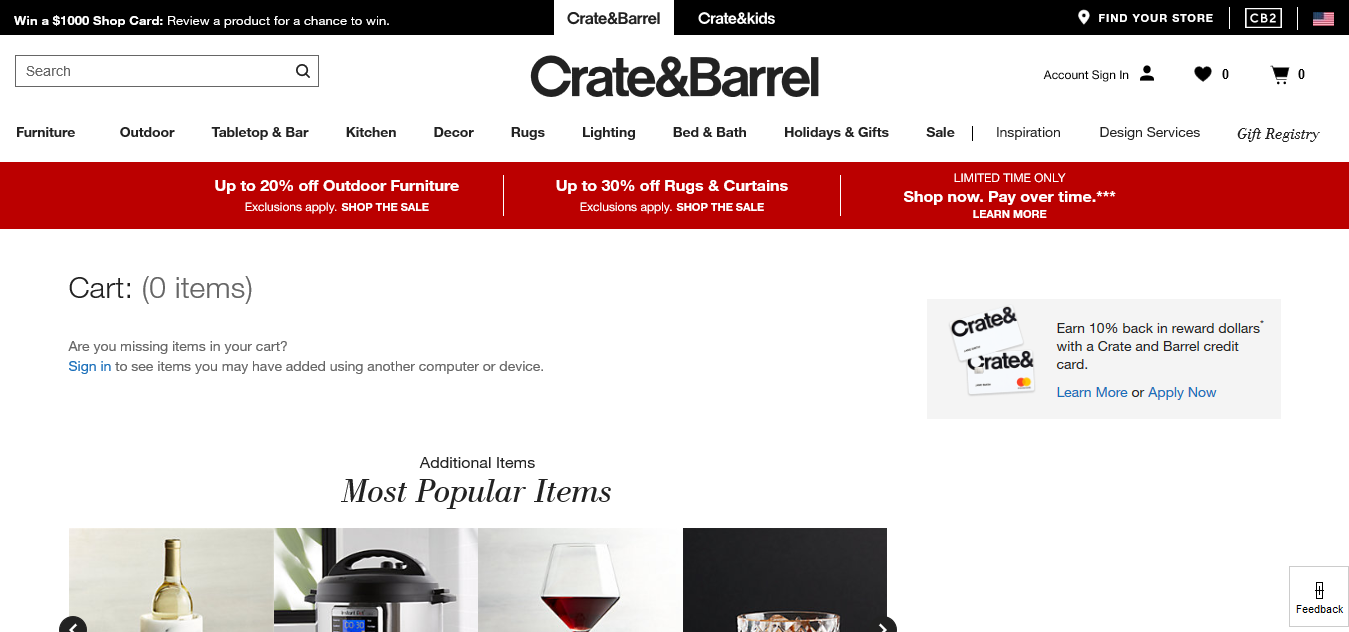 Win a $1000 Shop Card: Review a product for a chance to win.
Crate&Barrel
Crate&kids
FIND YOUR STORE
CB2
Search
Crate&Barrel
Account Sign In
0
0
Furniture
Outdoor
Tabletop & Bar
Kitchen
Decor
Rugs
Lighting
Bed & Bath
Holidays & Gifts
Sale
Inspiration
Design Services
Gift Registry
Up to 20% off Outdoor Furniture
Exclusions apply. SHOP THE SALE
Up to 30% off Rugs & Curtains
Exclusions apply. SHOP THE SALE
LIMITED TIME ONLY
Shop now. Pay over time.***
LEARN MORE
Cart: (0 items)
Are you missing items in your cart?
Sign in to see items you may have added using another computer or device.
Crate&
Crate&
Earn 10% back in reward dollars*
with a Crate and Barrel credit
card.
Learn More or Apply Now
Additional Items
Most Popular Items
Instant Pot
00:30
Feedback